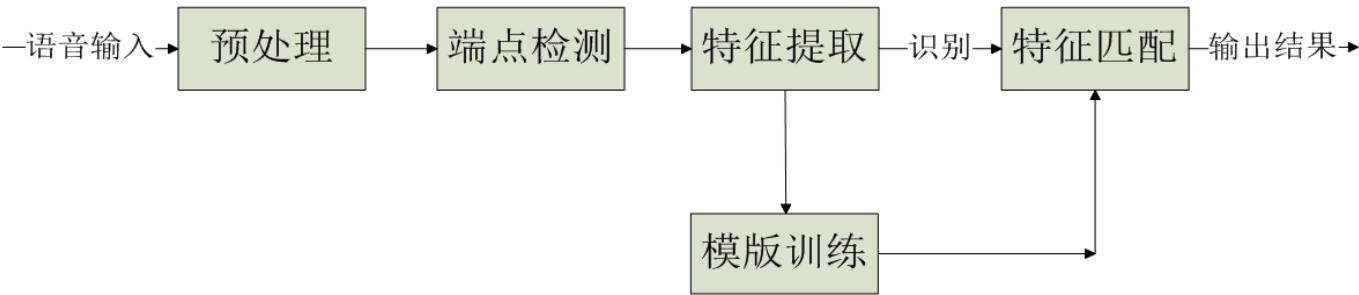 语音输入
预处理
端点检测
特征提取
识别
特征匹配
输出结果
模版训练